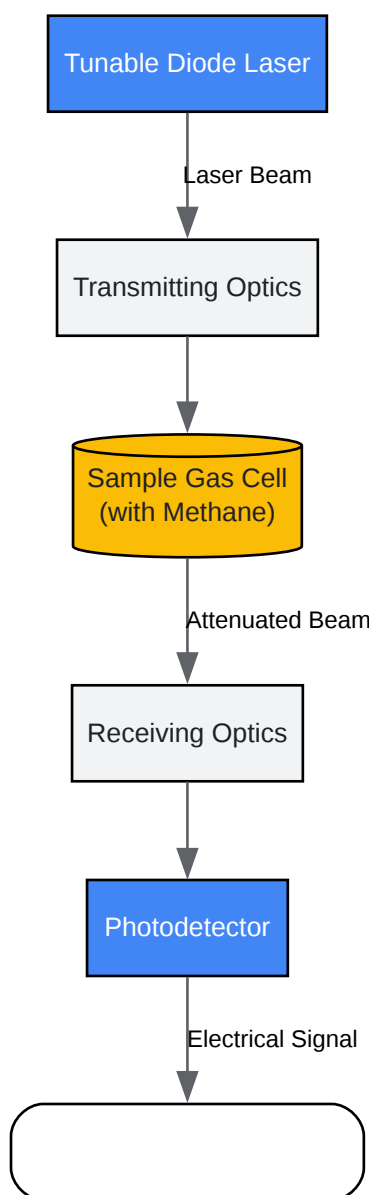 Tunable Diode Laser
Laser Beam
Transmitting Optics
Sample Gas Cell
(with Methane)
Attenuated Beam
Receiving Optics
Photodetector
Electrical Signal